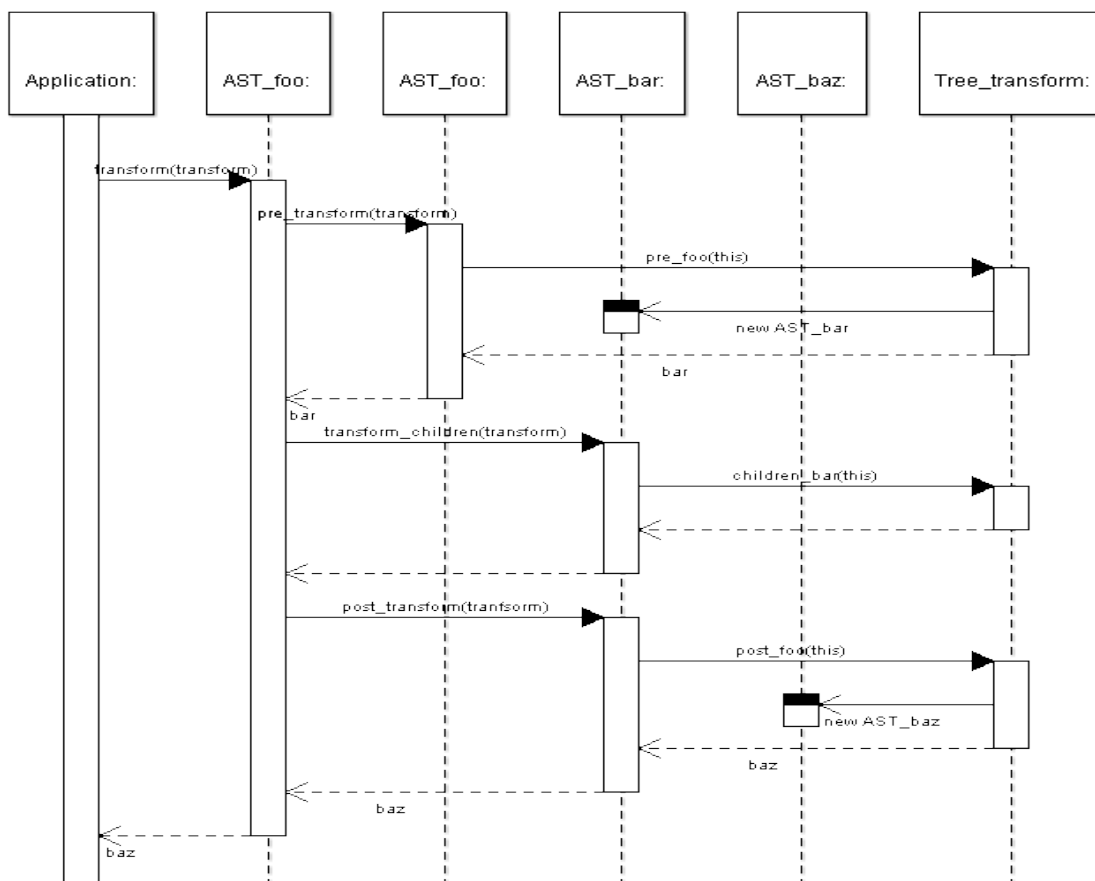 Application:
AST_foo:
AST_foo:
AST_bar:
AST_baz:
Tree_transform:
transform(transform)
pre_transform(transform)
pre_foo(this)
new AST_bar
bar
bar
transform_children(transform)
children_bar(this)
post_transform(tranfsorm)
post_foo(this)
new AST_baz
baz
baz
baz